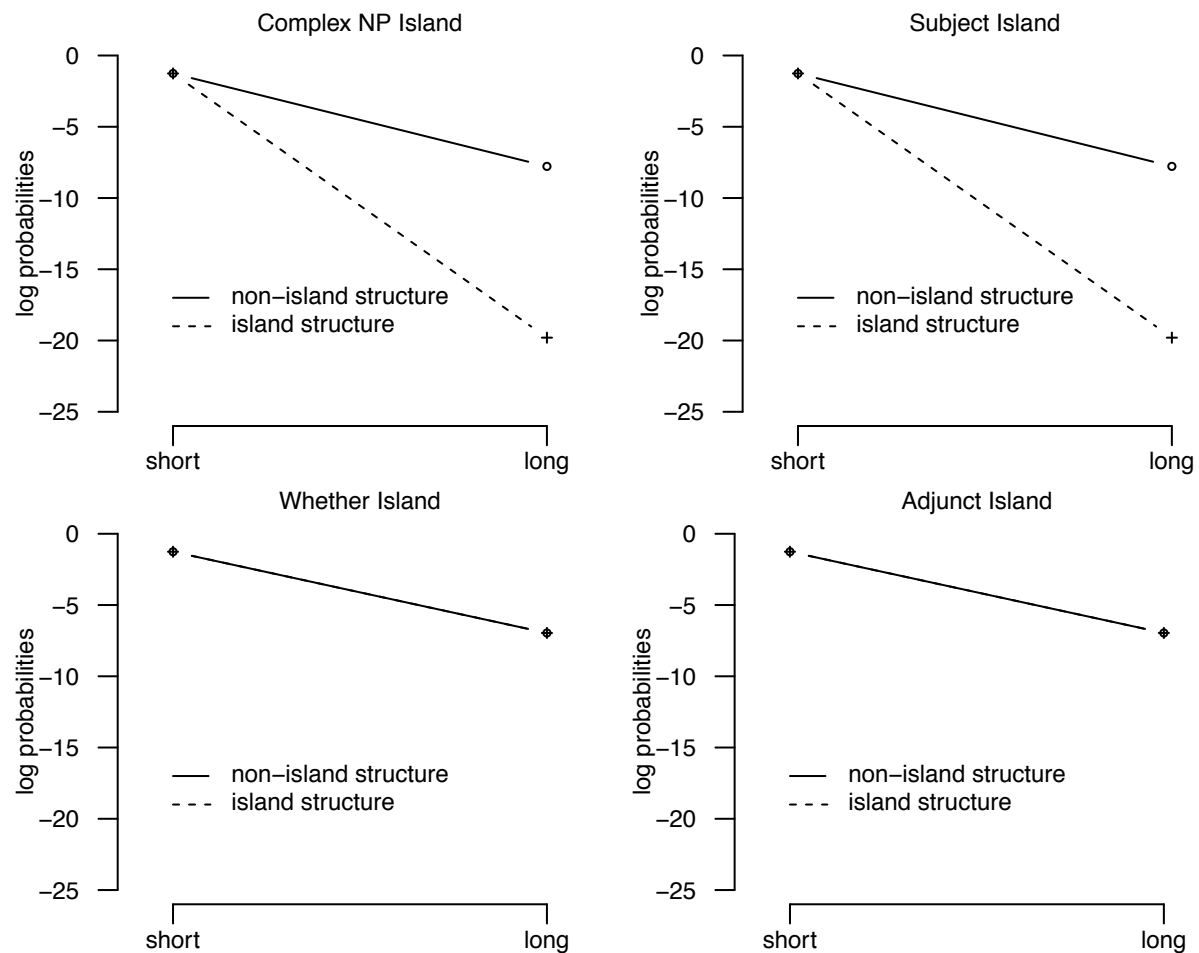 Complex NP Island
0
−5
−10
−15
−20
−25
log probabilities
non−island structure
island structure
short
long
Subject Island
0
−5
−10
−15
−20
−25
log probabilities
non−island structure
island structure
short
long
Whether Island
0
−5
−10
−15
−20
−25
log probabilities
non−island structure
island structure
short
long
Adjunct Island
0
−5
−10
−15
−20
−25
log probabilities
non−island structure
island structure
short
long